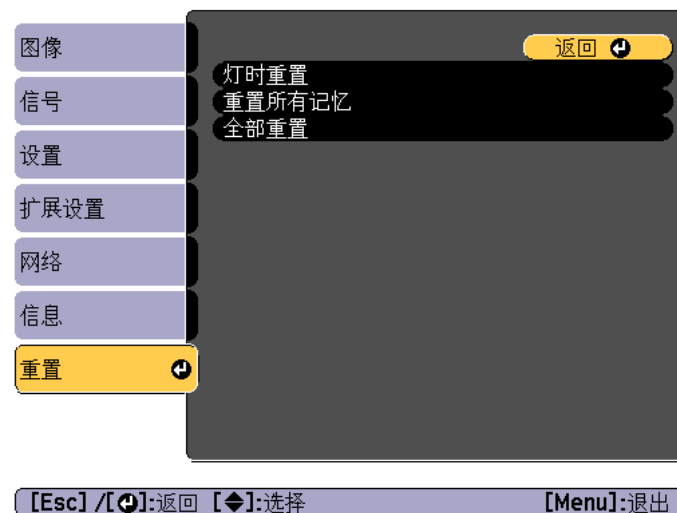 图像
信号
设置
扩展设置
网络
信息
重置
返回
灯时重置
重置所有记忆
全部重置
[Esc] /[]:返回 []:选择 [Menu]:退出